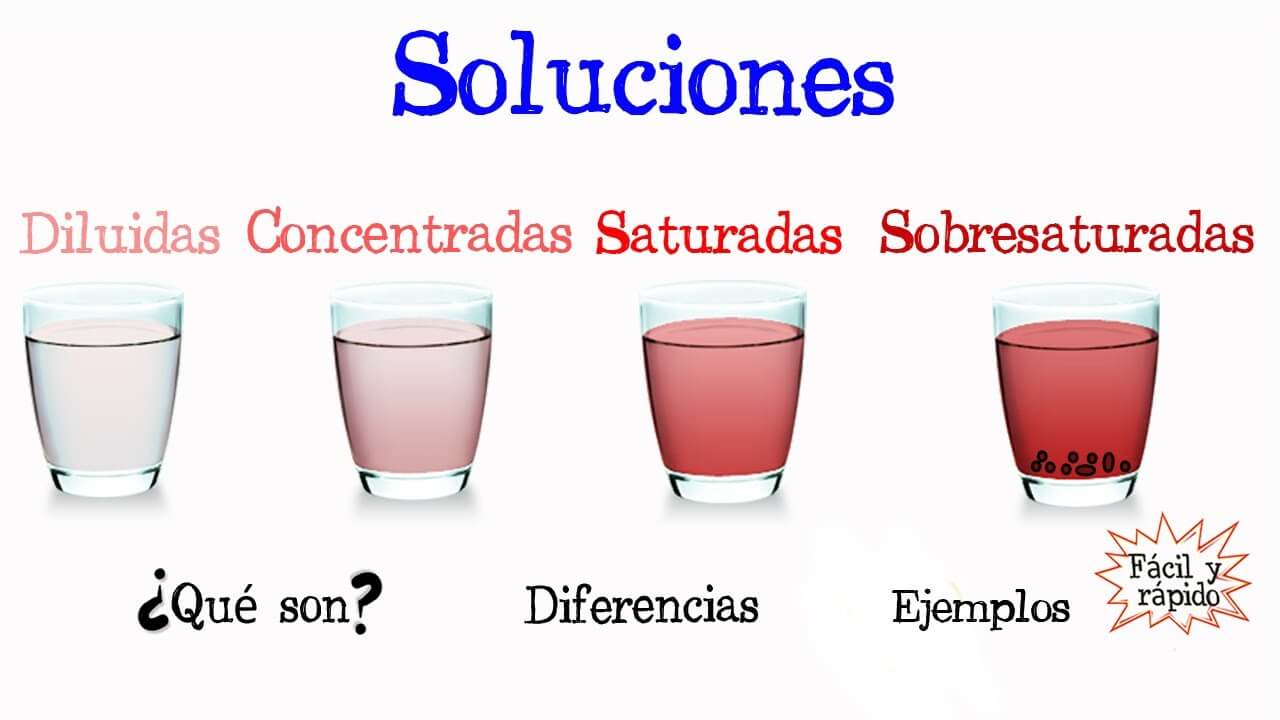 Soluciones
Diluidas Concentradas Saturadas Sobresaturadas
¿Qué son? Diferencias Ejemplos
Fácil y
rápido